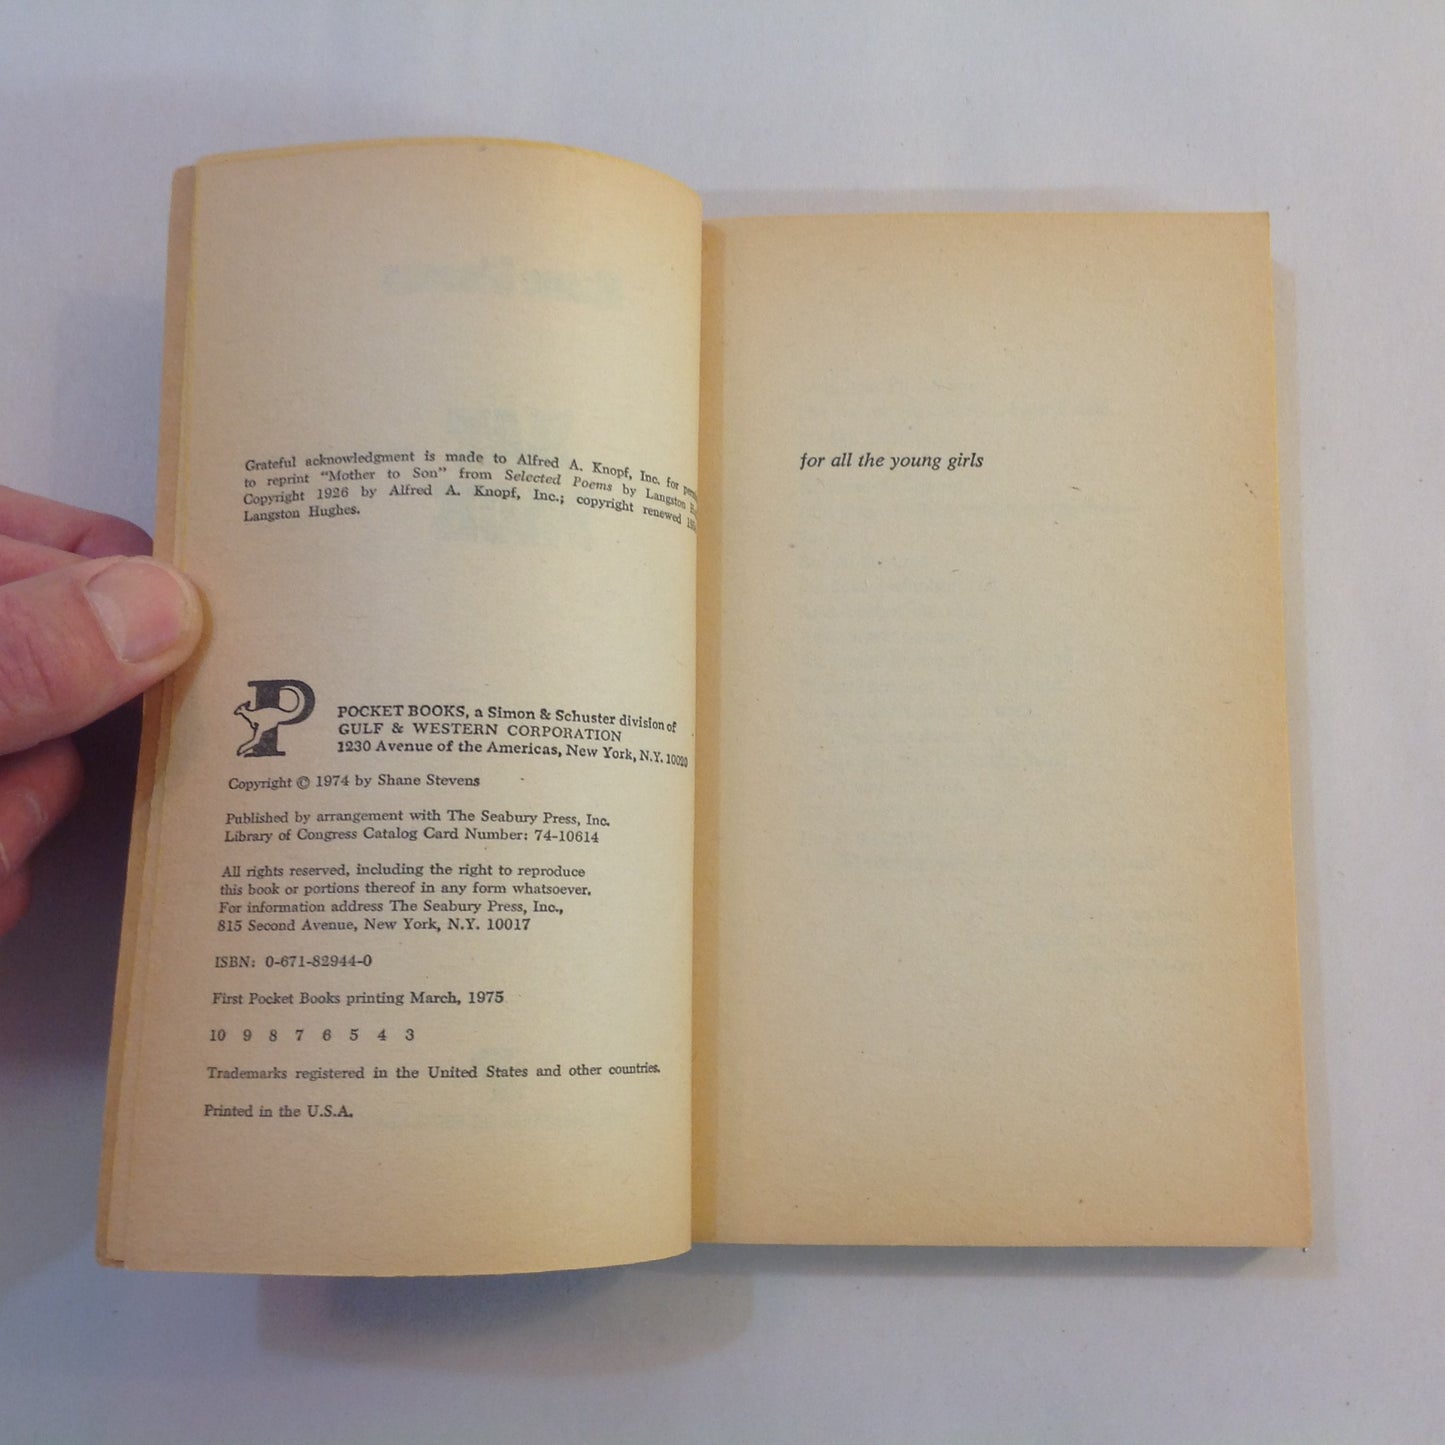 Grateful acknowledgment is made to Alfred A. Knopf, Inc. for
to reprint "Mother to Son" from Selected Poems by Langston
Copyright 1926 by Alfred A. Knopf, Inc.; copyright renewed
Langston Hughes.
P
POCKET BOOKS, a Simon & Schuster division of
GULF & WESTERN CORPORATION
1230 Avenue of the Americas, New York, N.Y. 10020
Copyright © 1974 by Shane Stevens
Published by arrangement with The Seabury Press, Inc.
Library of Congress Catalog Card Number: 74-10614
All rights reserved, including the right to reproduce
this book or portions thereof in any form whatsoever.
For information address The Seabury Press, Inc.,
815 Second Avenue, New York, N.Y. 10017
ISBN: 0-671-82944-0
First Pocket Books printing March, 1975
10 9 8 7 6 5 4 3
Trademarks registered in the United States and other countries.
Printed in the U.S.A.
for all the young girls